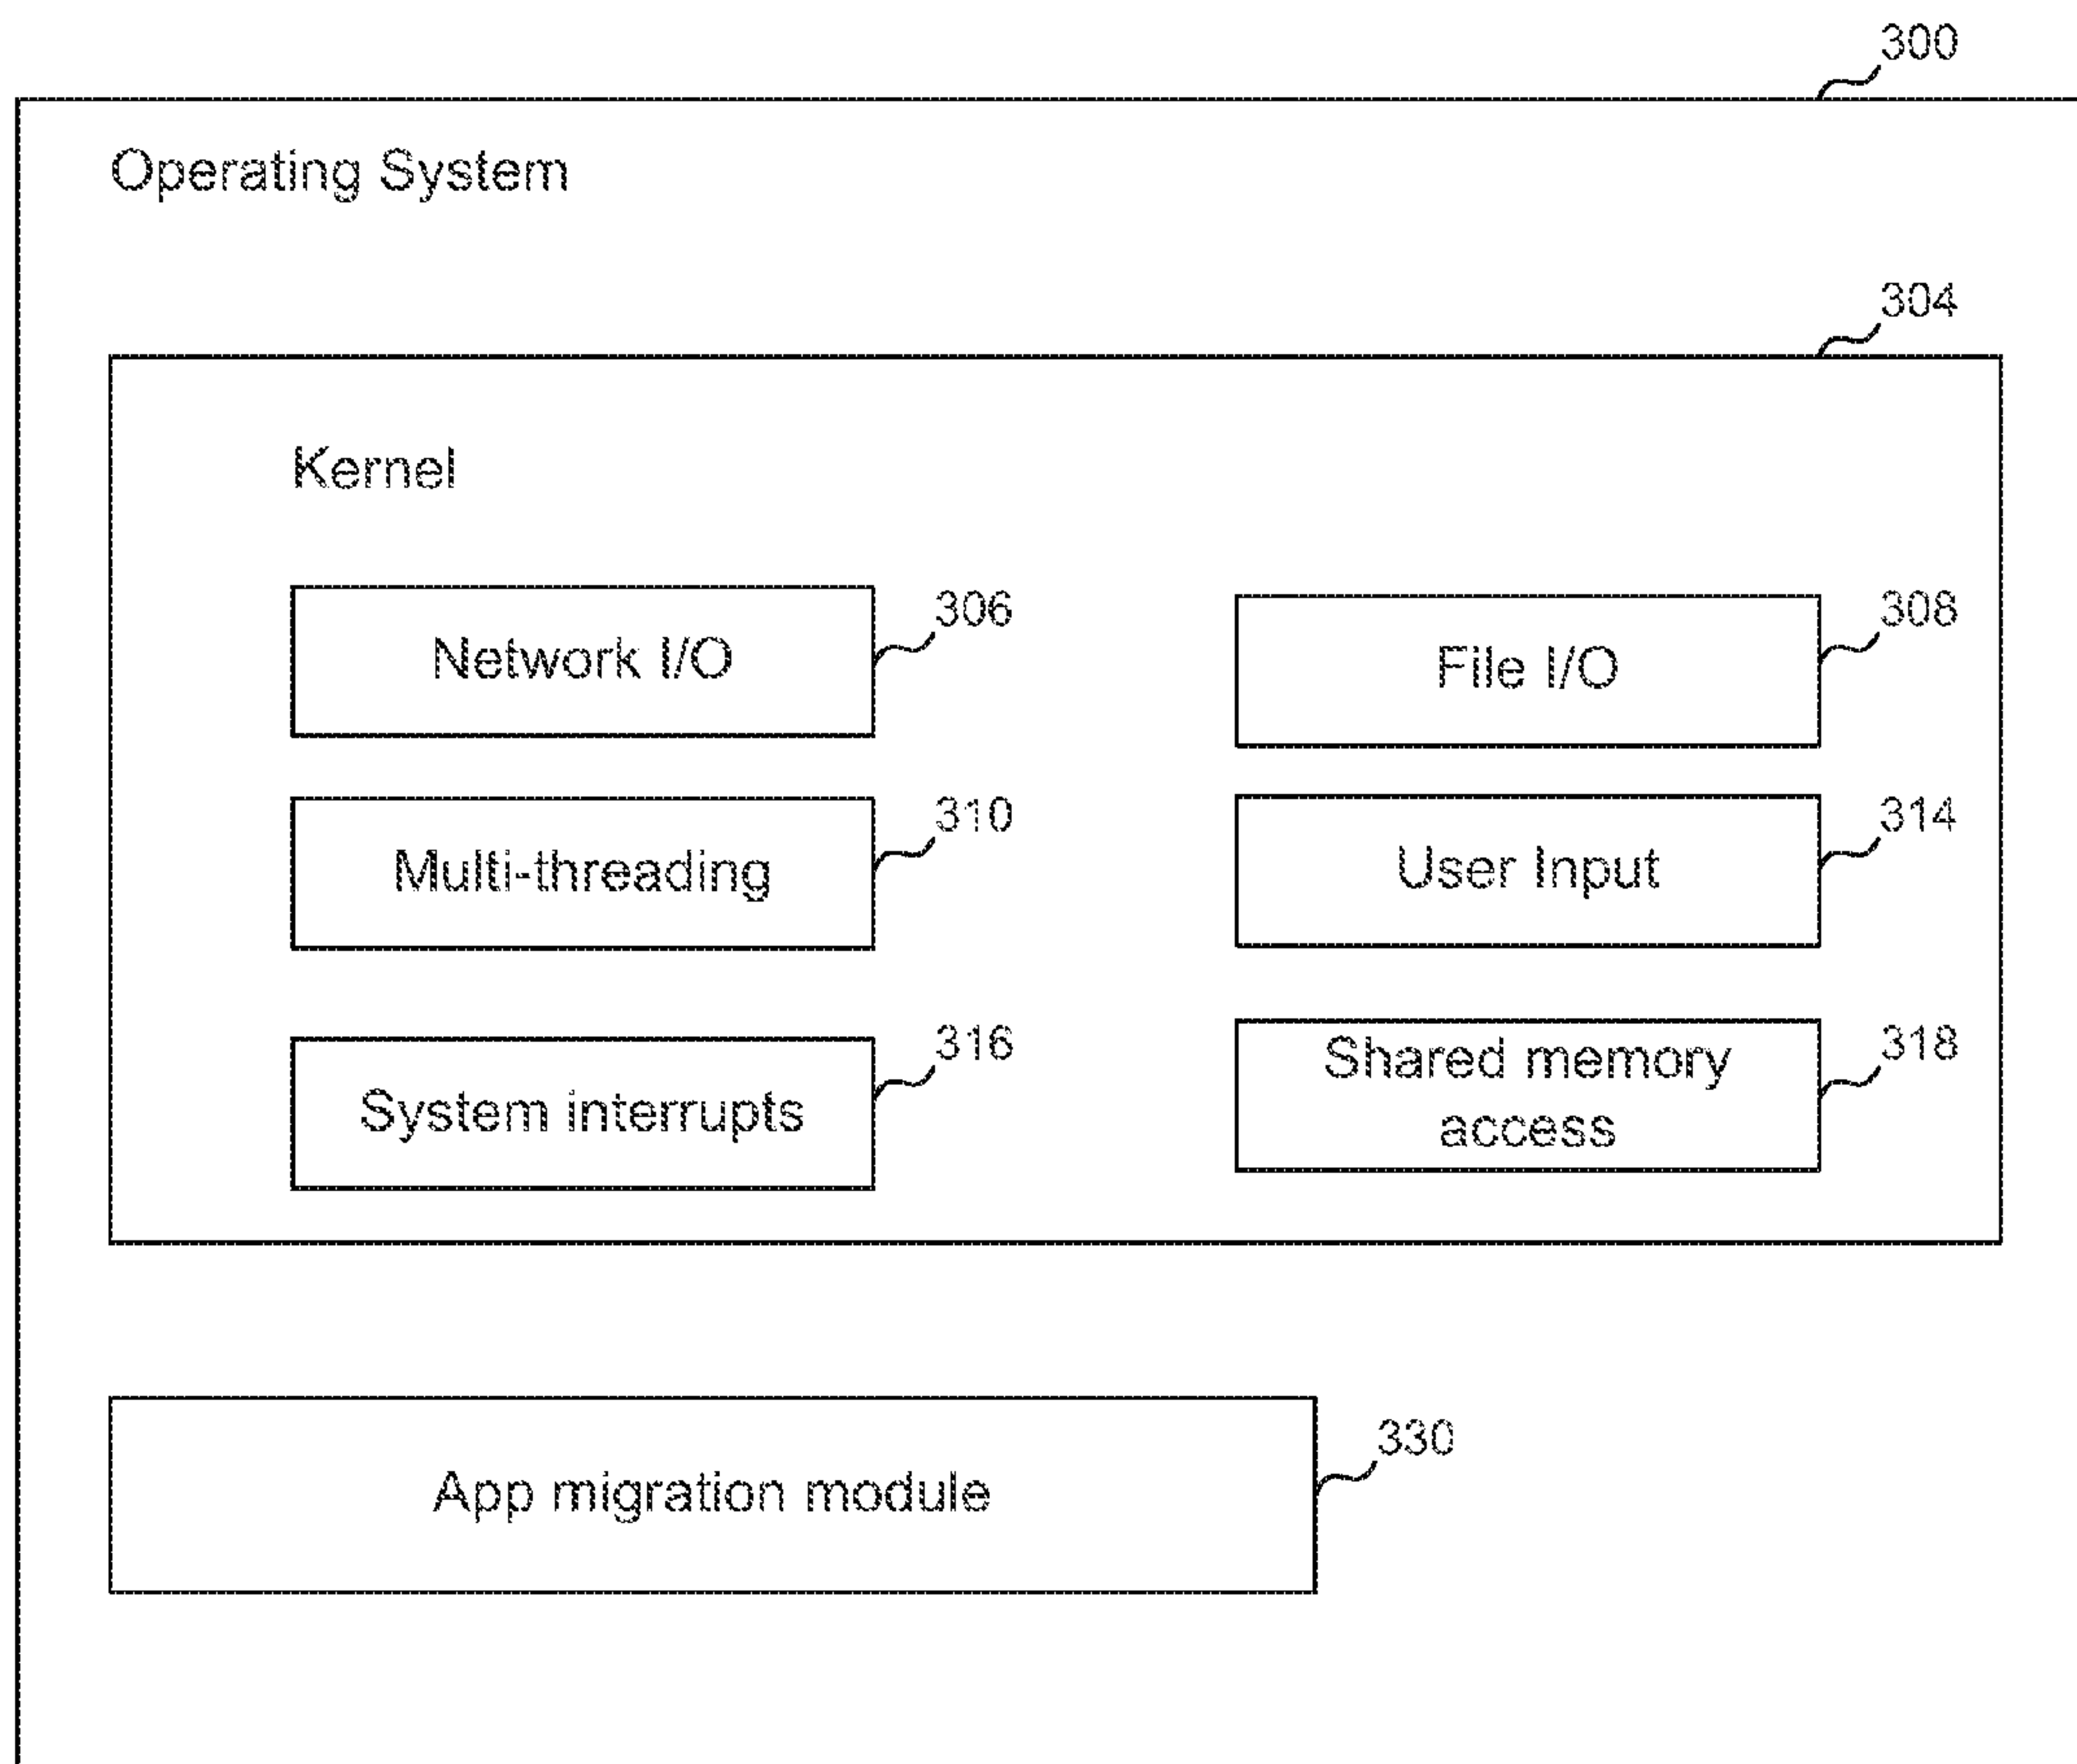 300
Operating System
304
Kernel
306
Network I/O
308
File I/O
310
Multi-threading
314
User Input
316
System interrupts
318
Shared memory
access
330
App migration module